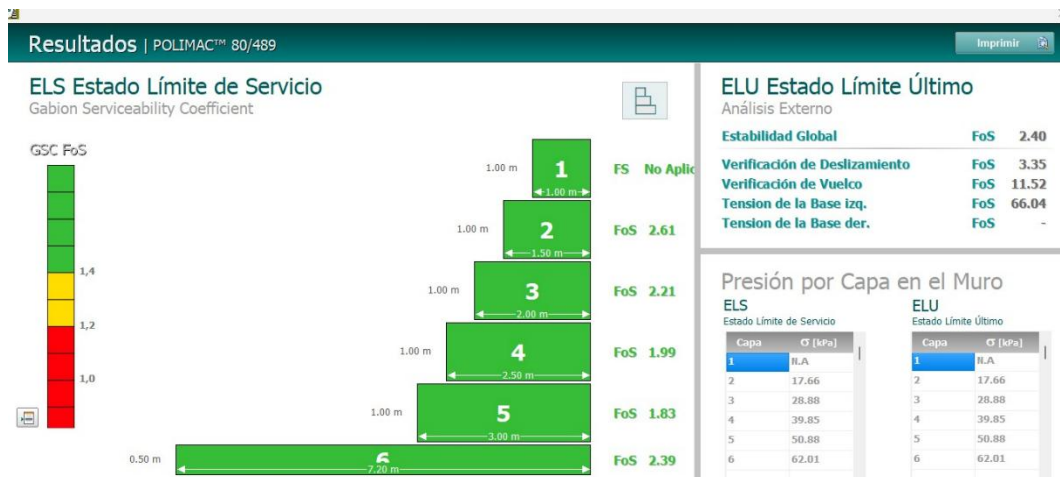 Resultados | POLIMAC™ 80/489
Imprimir
ELS Estado Límite de Servicio
Gabion Serviceability Coefficient
GSC FoS
1,4
1,2
1,0
1.00 m 1 FS No Aplic
1.00 m
1.00 m 2 FoS 2.61
1.50 m
1.00 m 3 FoS 2.21
2.00 m
1.00 m 4 FoS 1.99
2.50 m
1.00 m 5 FoS 1.83
3.00 m
0.50 m 6 FoS 2.39
7.20 m
ELU Estado Límite Último
Análisis Externo
Estabilidad Global FoS 2.40
Verificación de Deslizamiento FoS 3.35
Verificación de Vuelco FoS 11.52
Tension de la Base izq. FoS 66.04
Tension de la Base der. FoS -
Presión por Capa en el Muro
ELS
Estado Límite de Servicio
Capa σ [kPa]
1 N.A
2 17.66
3 28.88
4 39.85
5 50.88
6 62.01
ELU
Estado Límite Último
Capa σ [kPa]
1 N.A
2 17.66
3 28.88
4 39.85
5 50.88
6 62.01